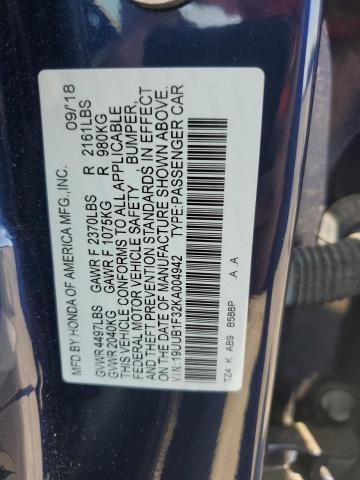 MFD BY HONDA OF AMERICA MFG.,INC. 09/18
GVWR 4497LBS GAWR F 2370LBS R 2161LBS
GVWR 2040KG GAWR F 1075KG R 980KG
THIS VEHICLE CONFORMS TO ALL APPLICABLE
FEDERAL MOTOR VEHICLE SAFETY, BUMPER,
AND THEFT PREVENTION STANDARDS IN EFFECT
ON THE DATE OF MANUFACTURE SHOWN ABOVE.
V.I.N:19UUB1F32KA004942 TYPE:PASSENGER CAR
TZ4 K AB9 B588P A A